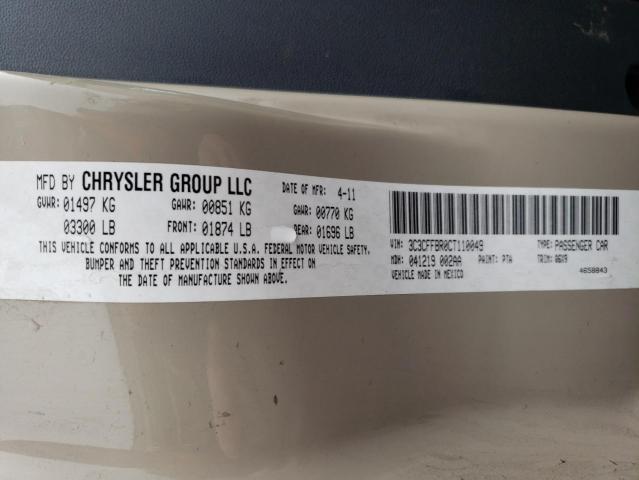 MFD BY CHRYSLER GROUP LLC DATE OF MFR: 4-11
GVWR: 01497 KG GAWR: 00851 KG GAWR: 00770 KG
03300 LB FRONT: 01874 LB REAR: 01696 LB
THIS VEHICLE CONFORMS TO ALL APPLICABLE U.S.A. FEDERAL MOTOR VEHICLE SAFETY,
BUMPER AND THEFT PREVENTION STANDARDS IN EFFECT ON
THE DATE OF MANUFACTURE SHOWN ABOVE.
VIN: 3C3CFFBR0CT110049 TYPE: PASSENGER CAR
MDH: 041219 002AA PAINT: PTA TRIM: G6X9
VEHICLE MADE IN MEXICO 4658843